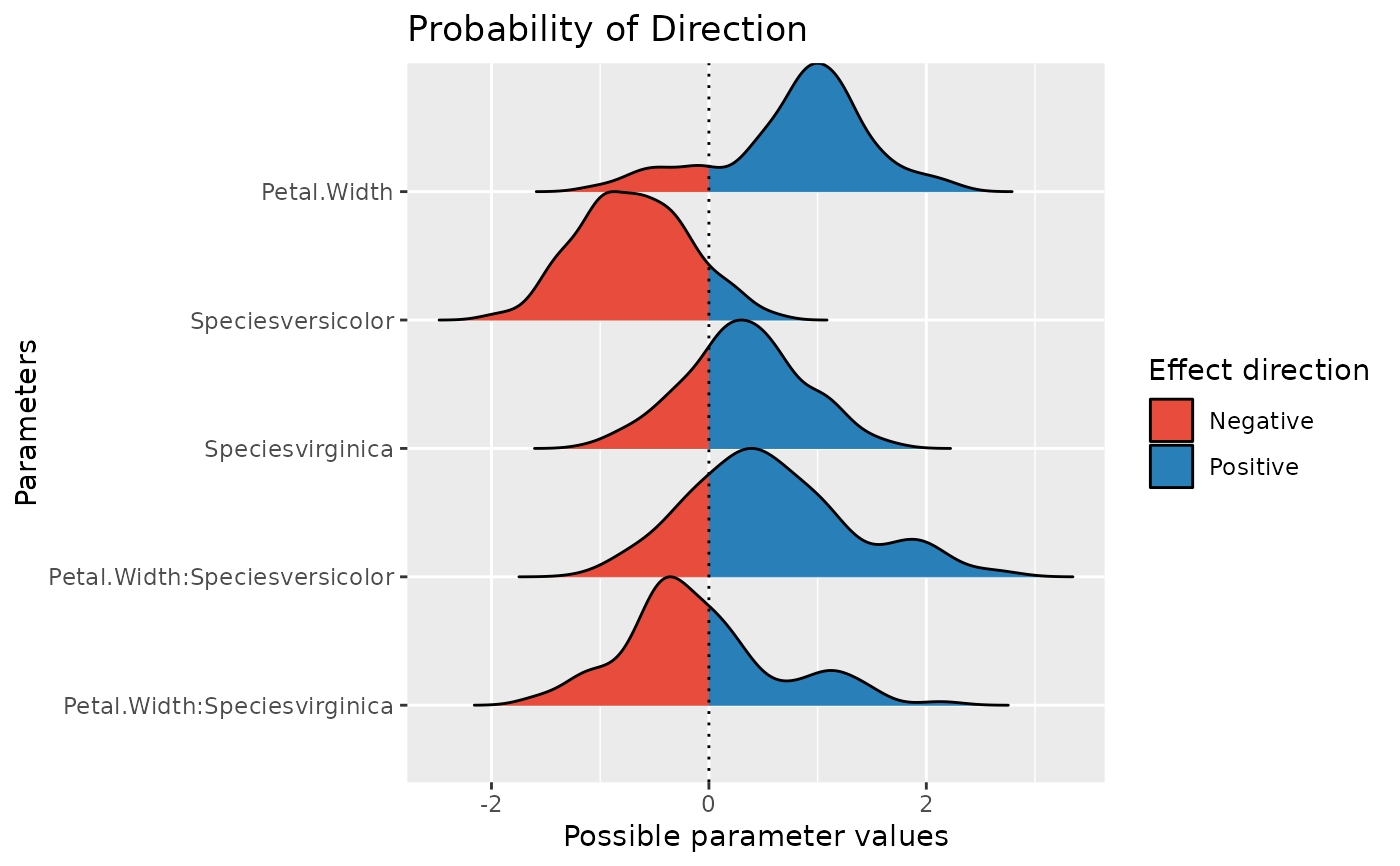 Probability of Direction
Parameters
Petal.Width
Speciesversicolor
Speciesvirginica
Petal.Width:Speciesversicolor
Petal.Width:Speciesvirginica
-2 0 2
Possible parameter values
Effect direction
Negative
Positive